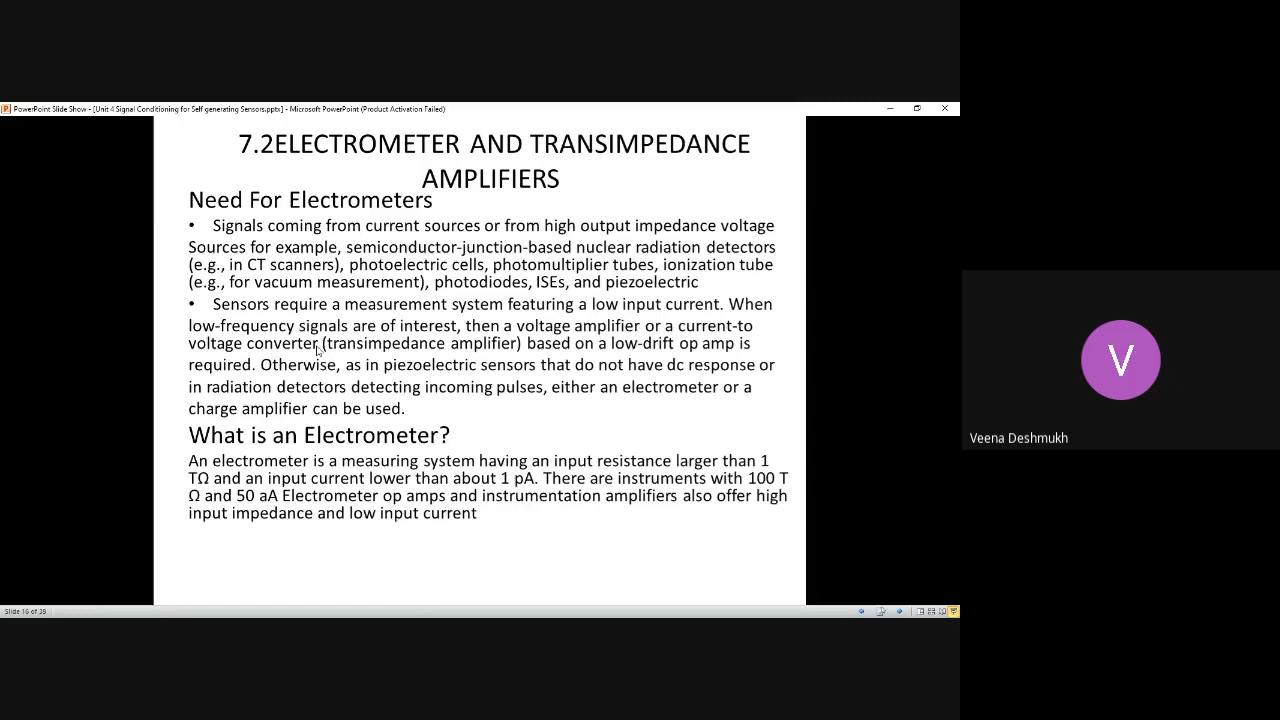 PowerPoint Slide Show - [Unit 4 Signal Conditioning for Self generating Sensors.pptx] - Microsoft PowerPoint (Product Activation Failed)
7.2ELECTROMETER AND TRANSIMPEDANCE
AMPLIFIERS
Need For Electrometers
• Signals coming from current sources or from high output impedance voltage
Sources for example, semiconductor-junction-based nuclear radiation detectors
(e.g., in CT scanners), photoelectric cells, photomultiplier tubes, ionization tube
(e.g., for vacuum measurement), photodiodes, ISEs, and piezoelectric
• Sensors require a measurement system featuring a low input current. When
low-frequency signals are of interest, then a voltage amplifier or a current-to
voltage converter (transimpedance amplifier) based on a low-drift op amp is
required. Otherwise, as in piezoelectric sensors that do not have dc response or
in radiation detectors detecting incoming pulses, either an electrometer or a
charge amplifier can be used.
What is an Electrometer?
An electrometer is a measuring system having an input resistance larger than 1
TΩ and an input current lower than about 1 pA. There are instruments with 100 T
Ω and 50 aA Electrometer op amps and instrumentation amplifiers also offer high
input impedance and low input current
V
Veena Deshmukh
Slide 16 of 39